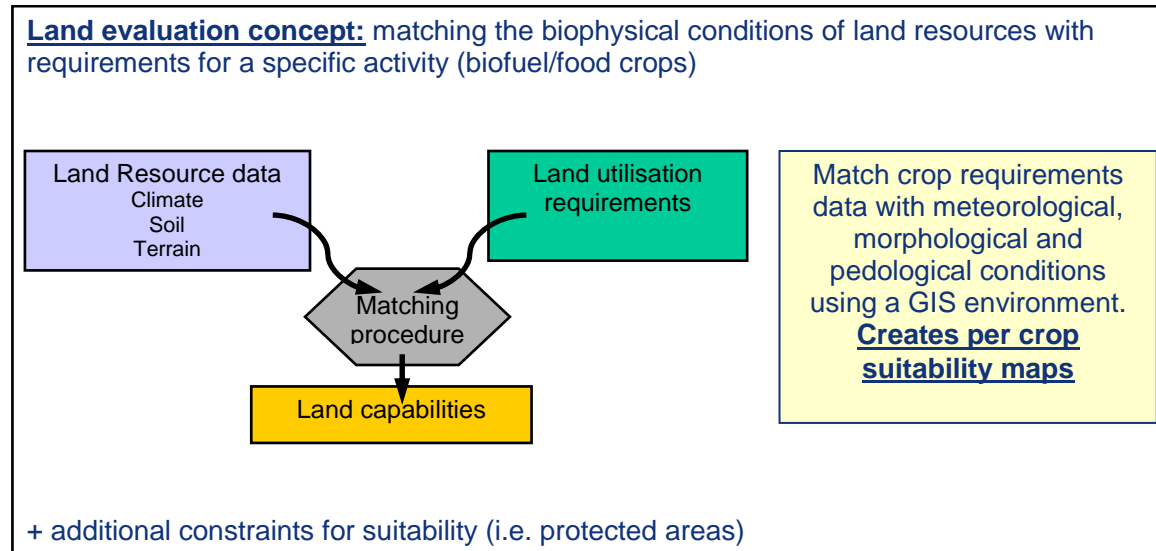 Land evaluation concept: matching the biophysical conditions of land resources with
requirements for a specific activity (biofuel/food crops)
Land Resource data
Climate
Soil
Terrain
Land utilisation
requirements
Matching
procedure
Land capabilities
Match crop requirements
data with meteorological,
morphological and
pedological conditions
using a GIS environment.
Creates per crop
suitability maps
+ additional constraints for suitability (i.e. protected areas)